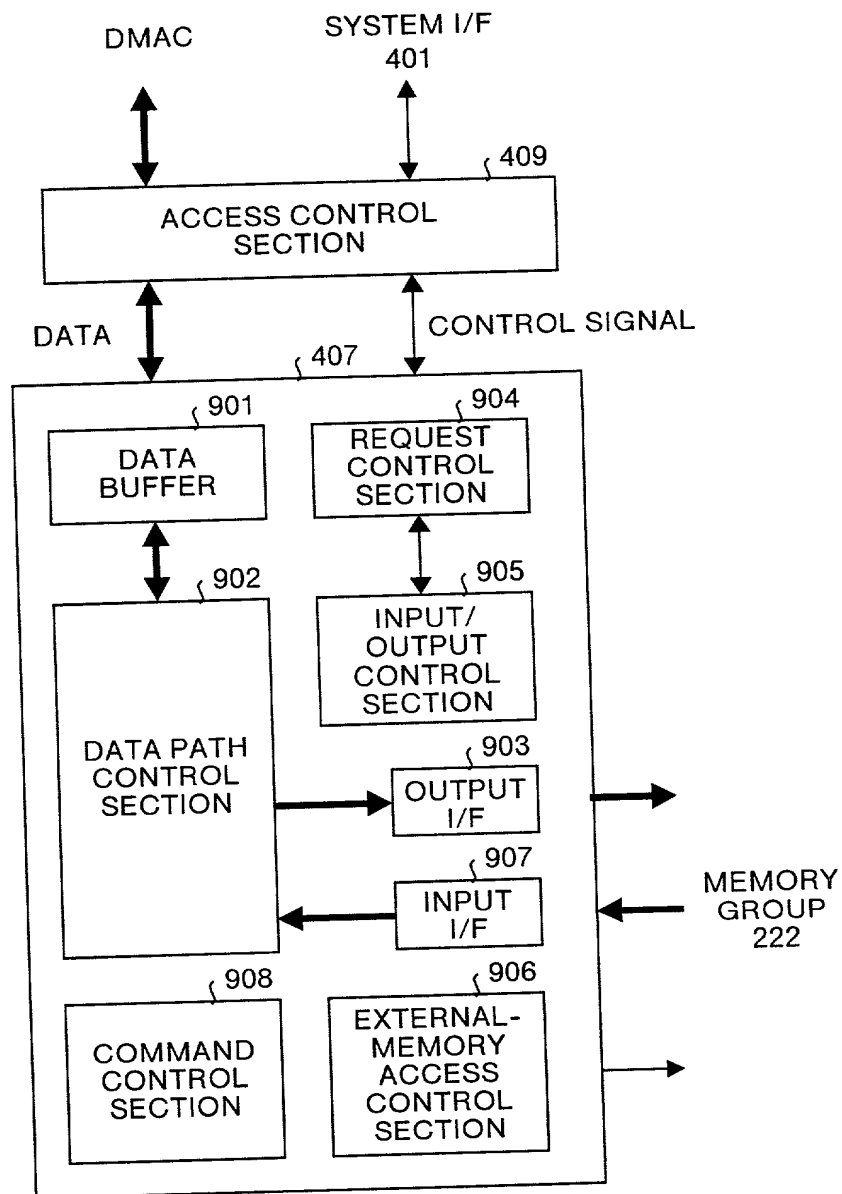 DMAC
SYSTEM I/F
401
409
ACCESS CONTROL
SECTION
DATA
CONTROL SIGNAL
407
901
DATA
BUFFER
904
REQUEST
CONTROL
SECTION
902
DATA PATH
CONTROL
SECTION
905
INPUT/
OUTPUT
CONTROL
SECTION
903
OUTPUT
I/F
907
INPUT
I/F
MEMORY
GROUP
222
908
COMMAND
CONTROL
SECTION
906
EXTERNAL-
MEMORY
ACCESS
CONTROL
SECTION